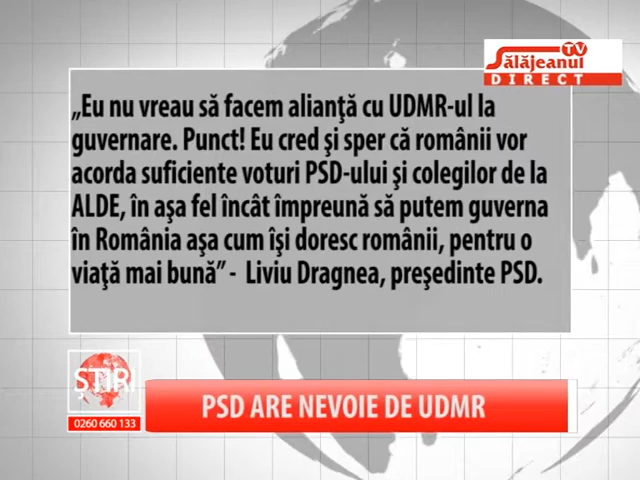 Sălăjeanul TV
DIRECT
„Eu nu vreau să facem alianţă cu UDMR-ul la
guvernare. Punct! Eu cred şi sper că românii vor
acorda suficiente voturi PSD-ului şi colegilor de la
ALDE, în aşa fel încât împreună să putem guverna
în România aşa cum îşi doresc românii, pentru o
viaţă mai bună” - Liviu Dragnea, preşedinte PSD.
ŞTIRI
0260 660 133
PSD ARE NEVOIE DE UDMR